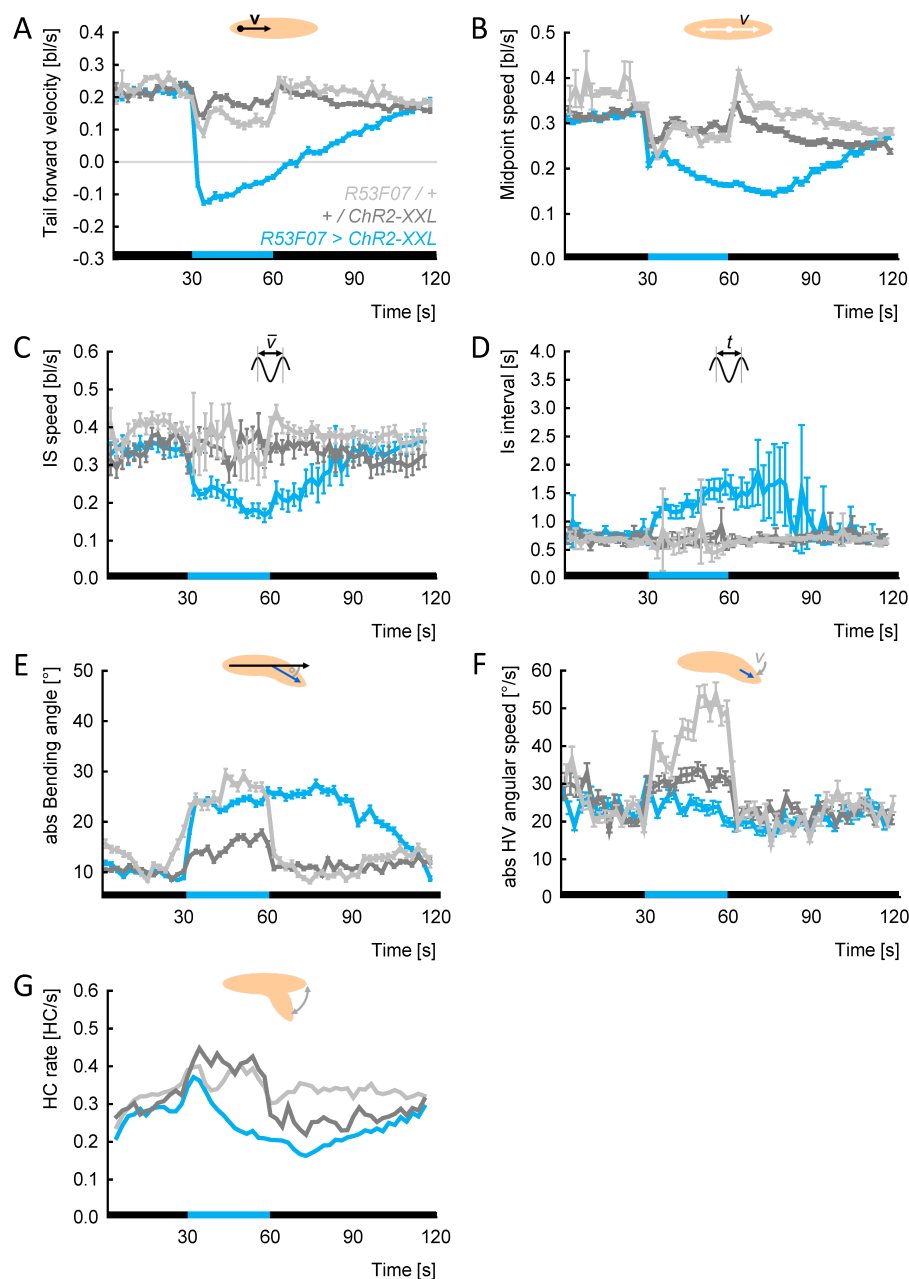 A
v
Tail forward velocity [bl/s]
0.4
0.3
0.2
0.1
0.0
-0.1
-0.2
-0.3
R53F07 / +
+ / ChR2-XXL
R53F07 > ChR2-XXL
30
60
90
120
Time [s]
B
v
Midpoint speed [bl/s]
0.5
0.4
0.3
0.2
0.1
0.0
30
60
90
120
Time [s]
C
v̄
IS speed [bl/s]
0.6
0.5
0.4
0.3
0.2
0.1
0.0
30
60
90
120
Time [s]
D
t
Is interval [s]
4.0
3.5
3.0
2.5
2.0
1.5
1.0
0.5
0.0
30
60
90
120
Time [s]
E
°
abs Bending angle [°]
50
40
30
20
10
30
60
90
120
Time [s]
F
v
abs HV angular speed [°/s]
60
50
40
30
20
10
0
30
60
90
120
Time [s]
G
HC rate [HC/s]
0.6
0.5
0.4
0.3
0.2
0.1
0.0
30
60
90
120
Time [s]